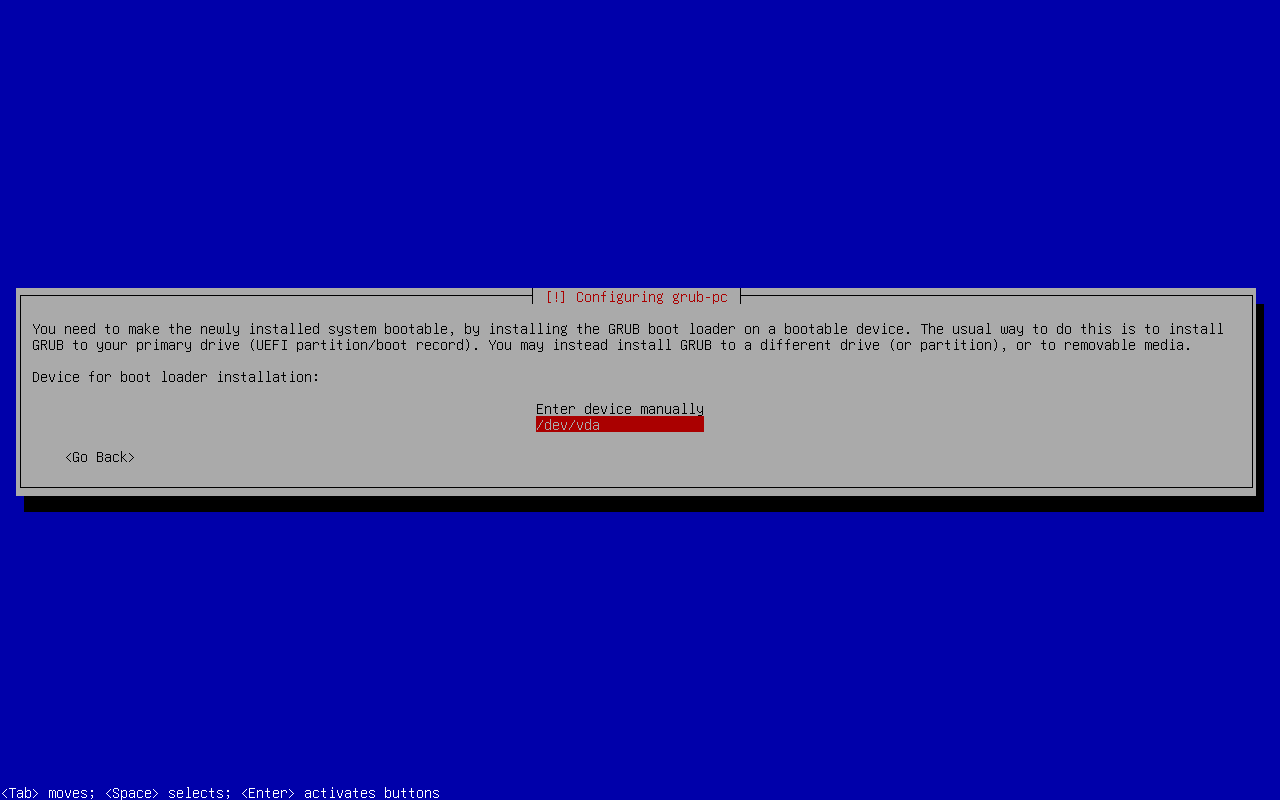 [!] Configuring grub-pc
You need to make the newly installed system bootable, by installing the GRUB boot loader on a bootable device. The usual way to do this is to install
GRUB to your primary drive (UEFI partition/boot record). You may instead install GRUB to a different drive (or partition), or to removable media.
Device for boot loader installation:
Enter device manually
/dev/vda
<Go Back>
<Tab> moves; <Space> selects; <Enter> activates buttons